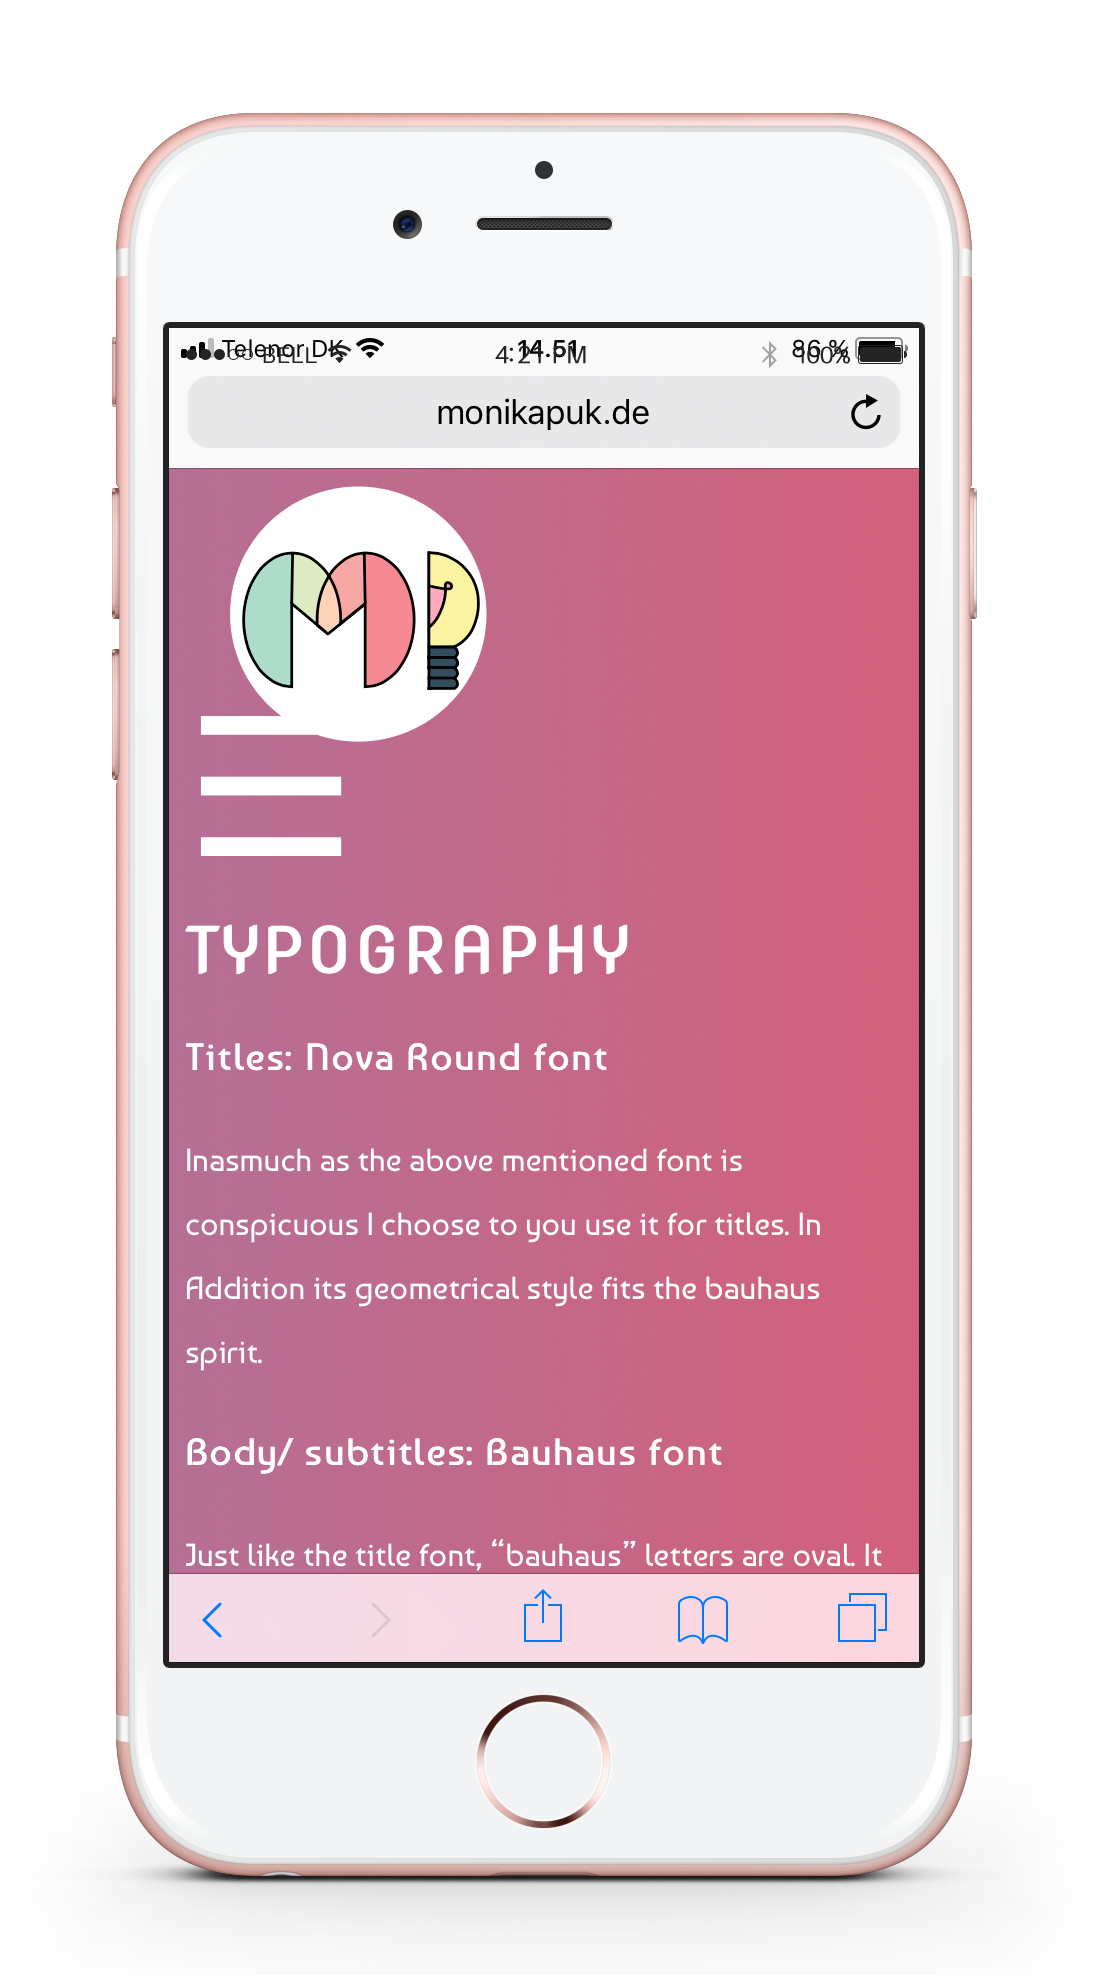 Telenor DK 14.51 86 %
BELL 4:21 PM 100%
monikapuk.de
MP
TYPOGRAPHY
Titles: Nova Round font
Inasmuch as the above mentioned font is
conspicuous I choose to you use it for titles. In
Addition its geometrical style fits the bauhaus
spirit.
Body/ subtitles: Bauhaus font
Just like the title font, “bauhaus” letters are oval. It